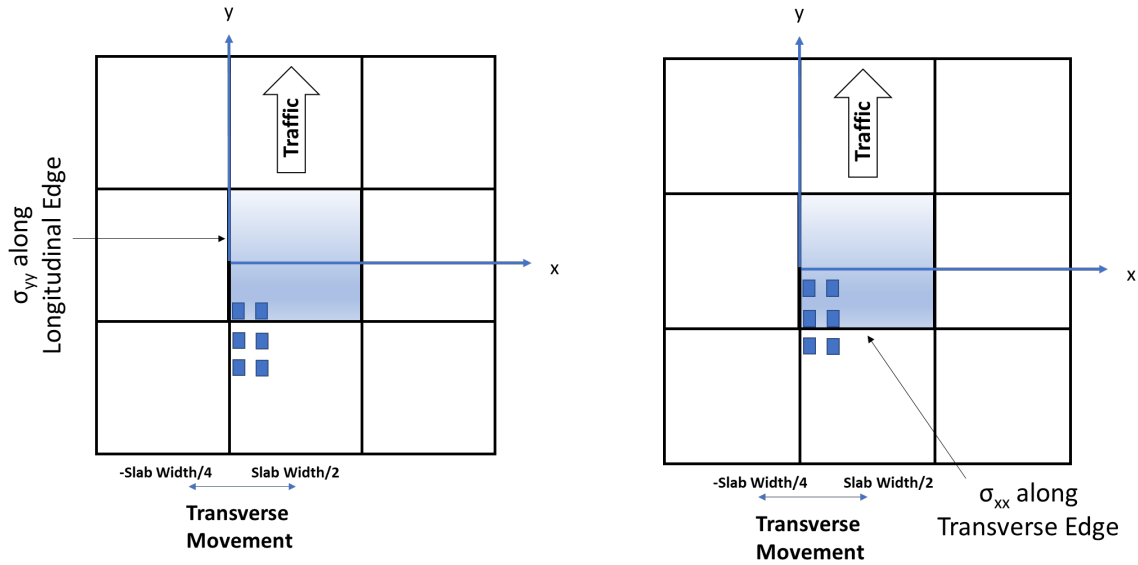 y
Traffic
σyy along
Longitudinal Edge
x
-Slab Width/4 Slab Width/2
Transverse
Movement
y
Traffic
x
-Slab Width/4 Slab Width/2
Transverse
Movement
σxx along
Transverse Edge